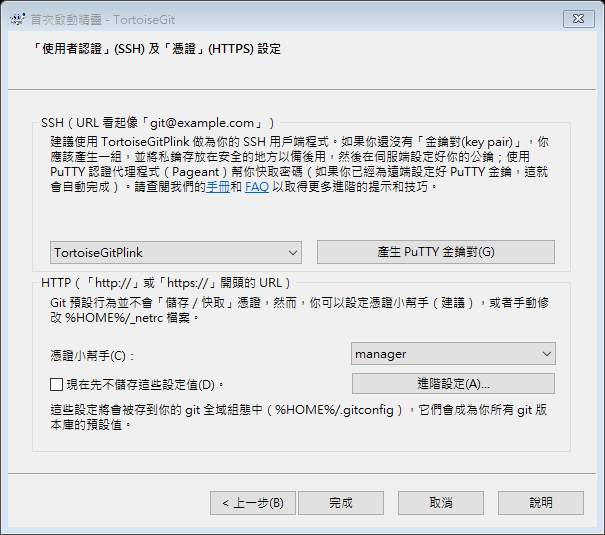 首次啟動精靈 - TortoiseGit
「使用者認證」(SSH) 及「憑證」(HTTPS) 設定
SSH（URL 看起像「git@example.com」）
建議使用 TortoiseGitPlink 做為你的 SSH 用戶端程式。如果你還沒有「金鑰對(key pair)」，你
應該產生一組，並將私鑰存放在安全的地方以備後用，然後在伺服端設定好你的公鑰；使用
PuTTY 認證代理程式（Pageant）幫你快取密碼（如果你已經為遠端設定好 PuTTY 金鑰，這就
會自動完成）。請查閱我們的手冊和 FAQ 以取得更多進階的提示和技巧。
TortoiseGitPlink
產生 PuTTY 金鑰對(G)
HTTP（「http://」或「https://」開頭的 URL）
Git 預設行為並不會「儲存 / 快取」憑證，然而，你可以設定憑證小幫手（建議），或者手動修
改 %HOME%/_netrc 檔案。
憑證小幫手(C)：
manager
現在先不儲存這些設定值(D)。
進階設定(A)...
這些設定將會被存到你的 git 全域組態中（%HOME%/.gitconfig），它們會成為你所有 git 版
本庫的預設值。
< 上一步(B)
完成
取消
說明